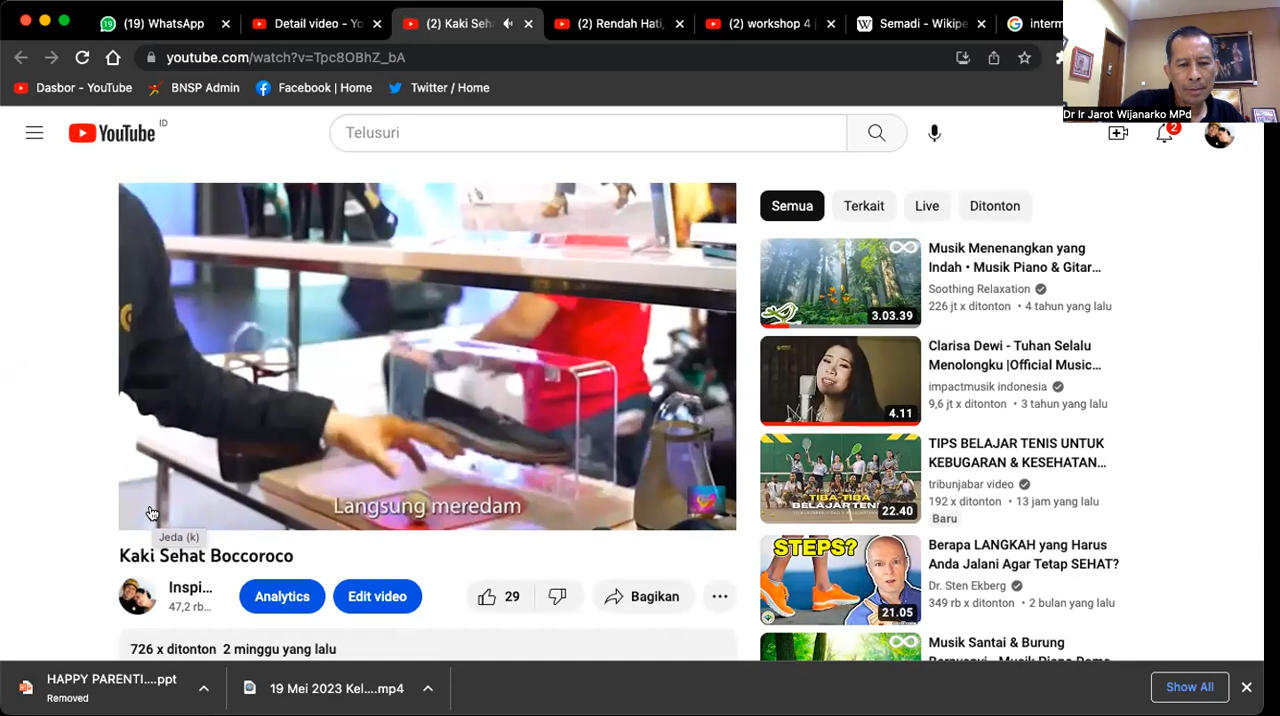 (19) WhatsApp
Detail video - Yo
(2) Kaki Seha
(2) Rendah Hati,
(2) workshop 4
Semadi - Wikipe
interm
youtube.com/watch?v=Tpc8OBhZ_bA
Dasbor - YouTube
BNSP Admin
Facebook | Home
Twitter / Home
Dr Ir Jarot Wijanarko MPd
YouTube ID
Telusuri
2
Semua
Terkait
Live
Ditonton
Langsung meredam
Jeda (k)
Kaki Sehat Boccoroco
Inspi...
47,2 rb...
Analytics
Edit video
29
Bagikan
726 x ditonton 2 minggu yang lalu
3.03.39
Musik Menenangkan yang
Indah • Musik Piano & Gitar...
Soothing Relaxation
226 jt x ditonton • 4 tahun yang lalu
4.11
Clarisa Dewi - Tuhan Selalu
Menolongku |Official Music...
impactmusik indonesia
9,6 jt x ditonton • 3 tahun yang lalu
TIBA-TIBA
BELAJAR TENIS
22.40
TIPS BELAJAR TENIS UNTUK
KEBUGARAN & KESEHATAN...
tribunjabar video
192 x ditonton • 13 jam yang lalu
Baru
STEPS?
21.05
Berapa LANGKAH yang Harus
Anda Jalani Agar Tetap SEHAT?
Dr. Sten Ekberg
349 rb x ditonton • 2 bulan yang lalu
Musik Santai & Burung
HAPPY PARENTI....ppt
Removed
19 Mei 2023 Kel....mp4
Show All